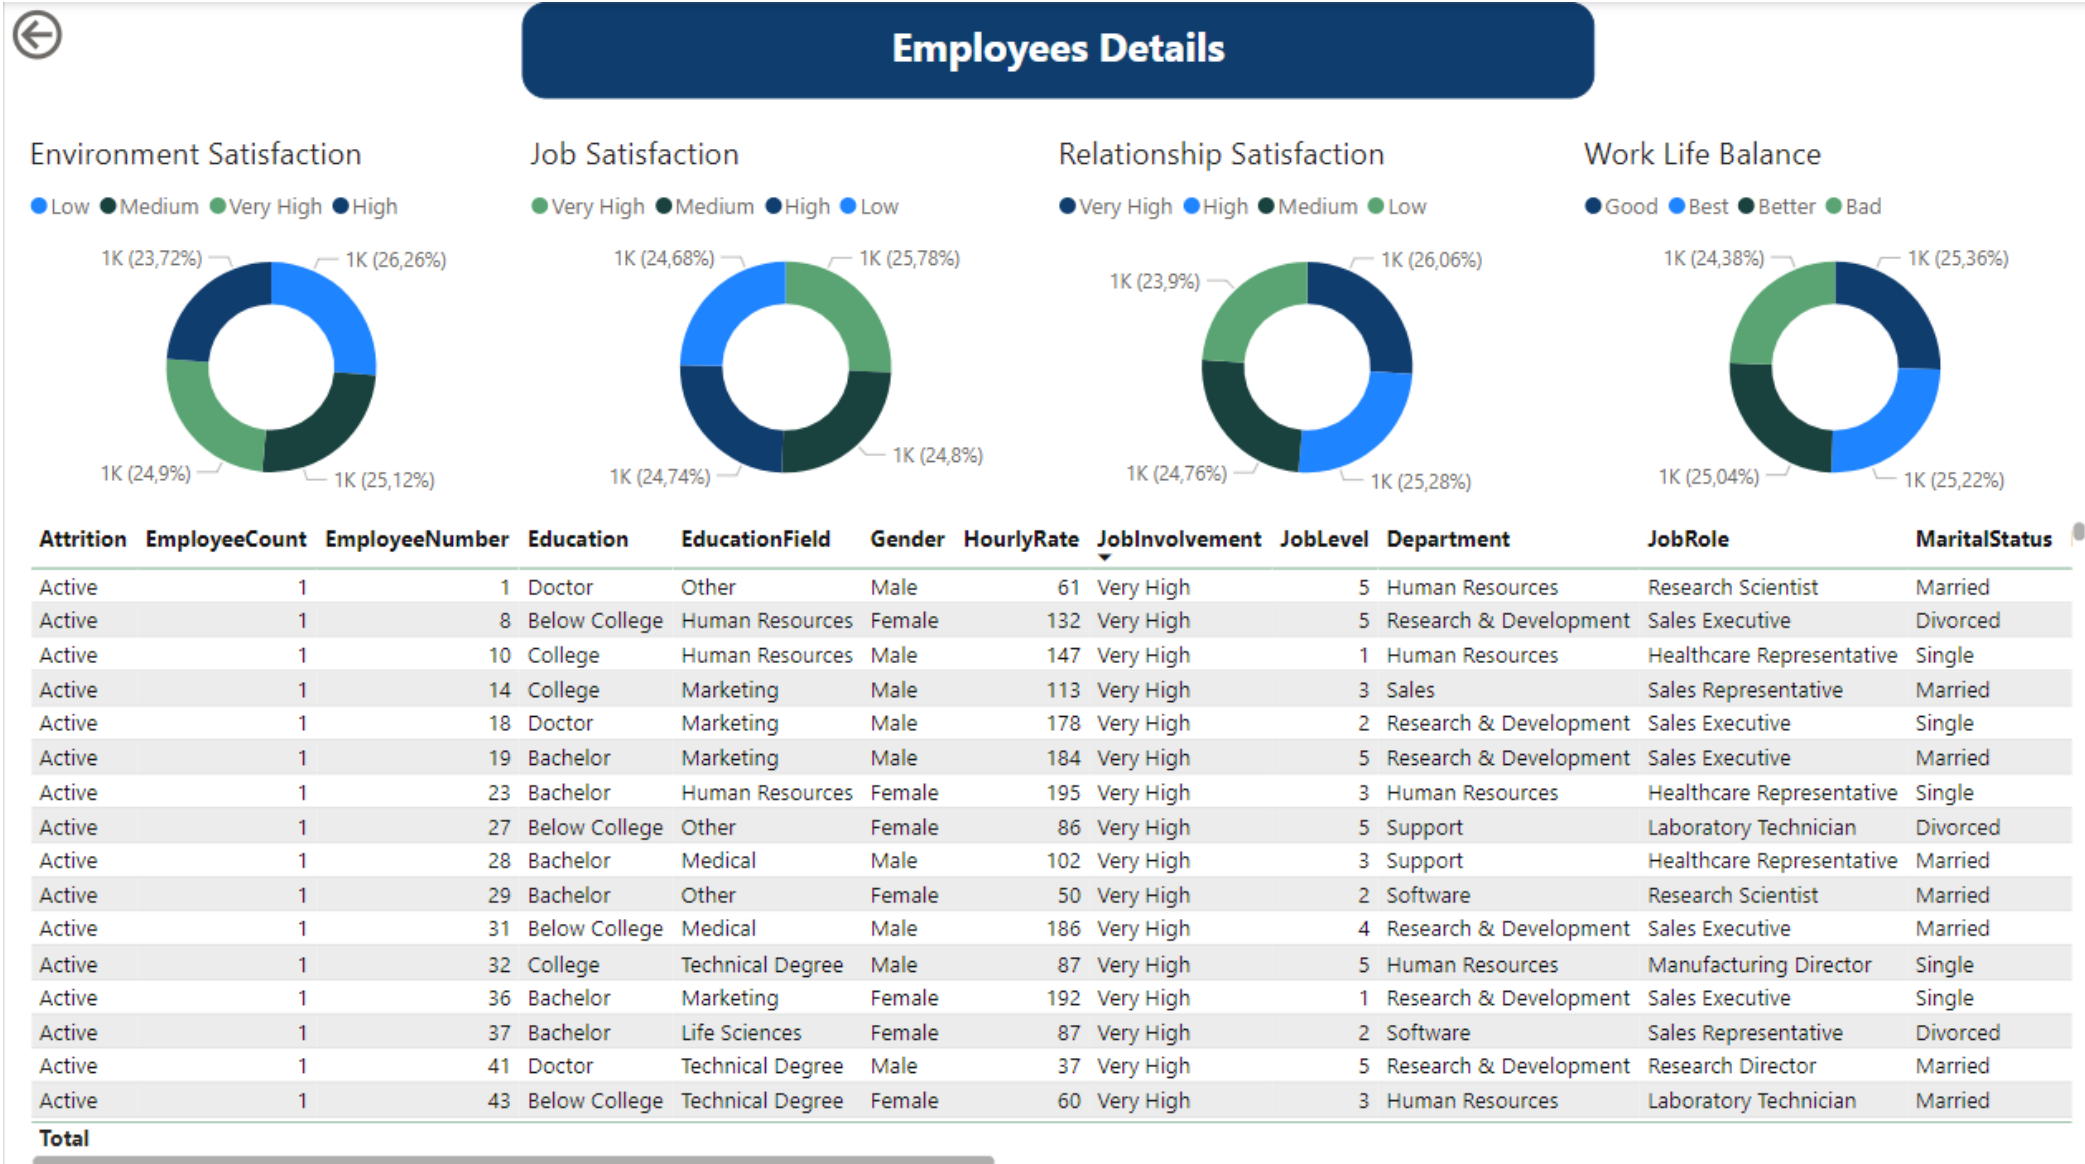 Employees Details
Environment Satisfaction
Low Medium Very High High
1K (23,72%)
1K (26,26%)
1K (24,9%)
1K (25,12%)
Job Satisfaction
Very High Medium High Low
1K (24,68%)
1K (25,78%)
1K (24,74%)
1K (24,8%)
Relationship Satisfaction
Very High High Medium Low
1K (23,9%)
1K (26,06%)
1K (24,76%)
1K (25,28%)
Work Life Balance
Good Best Better Bad
1K (24,38%)
1K (25,36%)
1K (25,04%)
1K (25,22%)
Attrition EmployeeCount EmployeeNumber Education EducationField Gender HourlyRate JobInvolvement JobLevel Department JobRole MaritalStatus
Active 1 1 Doctor Other Male 61 Very High 5 Human Resources Research Scientist Married
Active 1 8 Below College Human Resources Female 132 Very High 5 Research & Development Sales Executive Divorced
Active 1 10 College Human Resources Male 147 Very High 1 Human Resources Healthcare Representative Single
Active 1 14 College Marketing Male 113 Very High 3 Sales Sales Representative Married
Active 1 18 Doctor Marketing Male 178 Very High 2 Research & Development Sales Executive Single
Active 1 19 Bachelor Marketing Male 184 Very High 5 Research & Development Sales Executive Married
Active 1 23 Bachelor Human Resources Female 195 Very High 3 Human Resources Healthcare Representative Single
Active 1 27 Below College Other Female 86 Very High 5 Support Laboratory Technician Divorced
Active 1 28 Bachelor Medical Male 102 Very High 3 Support Healthcare Representative Married
Active 1 29 Bachelor Other Female 50 Very High 2 Software Research Scientist Married
Active 1 31 Below College Medical Male 186 Very High 4 Research & Development Sales Executive Married
Active 1 32 College Technical Degree Male 87 Very High 5 Human Resources Manufacturing Director Single
Active 1 36 Bachelor Marketing Female 192 Very High 1 Research & Development Sales Executive Single
Active 1 37 Bachelor Life Sciences Female 87 Very High 2 Software Sales Representative Divorced
Active 1 41 Doctor Technical Degree Male 37 Very High 5 Research & Development Research Director Married
Active 1 43 Below College Technical Degree Female 60 Very High 3 Human Resources Laboratory Technician Married
Total